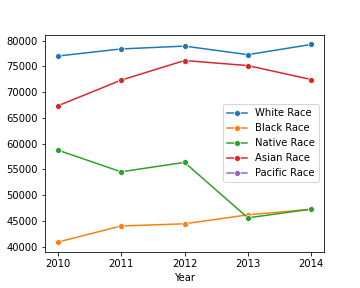 80000
75000
70000
65000
60000
55000
50000
45000
40000
White Race
Black Race
Native Race
Asian Race
Pacific Race
2010 2011 2012 2013 2014
Year